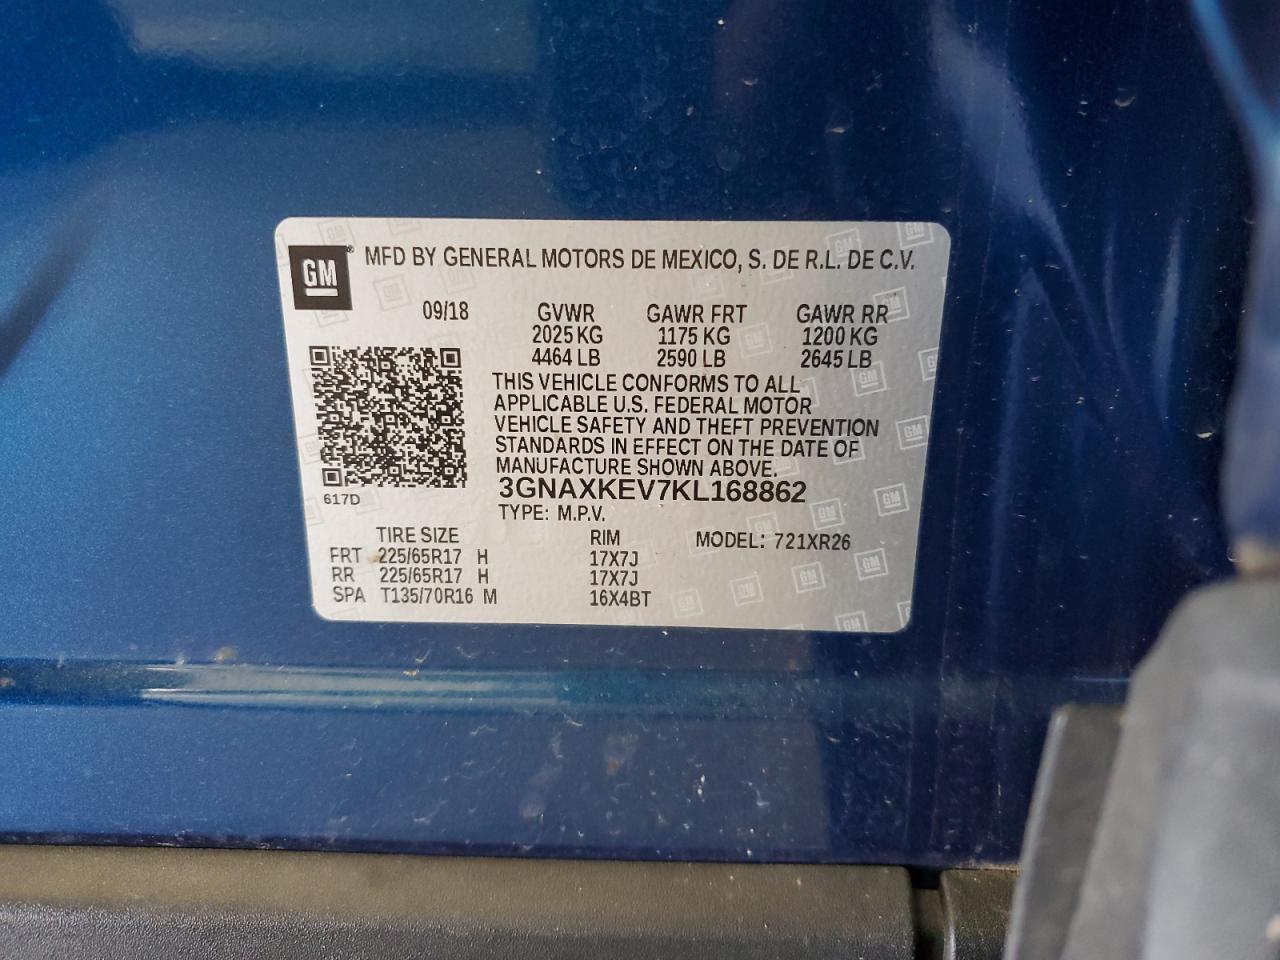 GM® MFD BY GENERAL MOTORS DE MEXICO, S. DE R.L. DE C.V.
09/18 GVWR GAWR FRT GAWR RR
2025 KG 1175 KG 1200 KG
4464 LB 2590 LB 2645 LB
THIS VEHICLE CONFORMS TO ALL
APPLICABLE U.S. FEDERAL MOTOR
VEHICLE SAFETY AND THEFT PREVENTION
STANDARDS IN EFFECT ON THE DATE OF
MANUFACTURE SHOWN ABOVE.
3GNAXKEV7KL168862
617D
TYPE: M.P.V.
TIRE SIZE RIM MODEL: 721XR26
FRT 225/65R17 H 17X7J
RR 225/65R17 H 17X7J
SPA T135/70R16 M 16X4BT